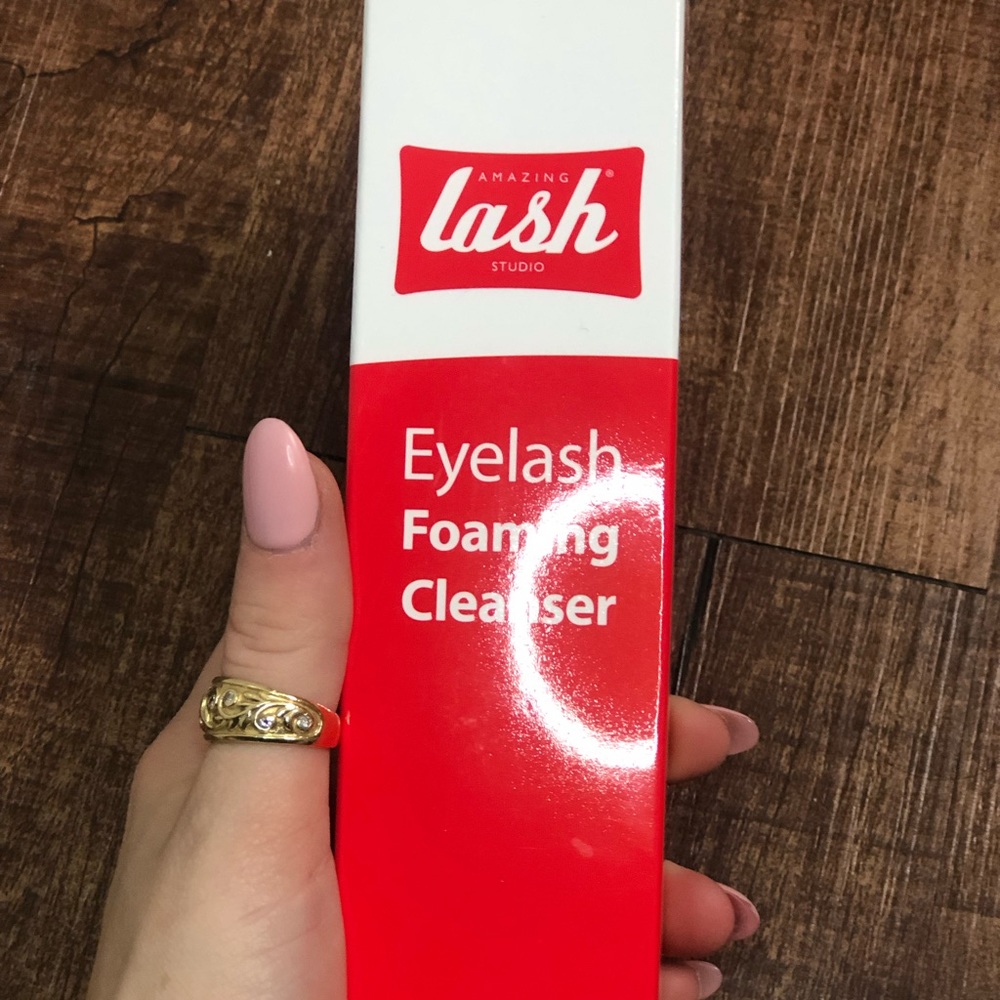 AMAZING
lash®
STUDIO
Eyelash
Foaming
Cleanser